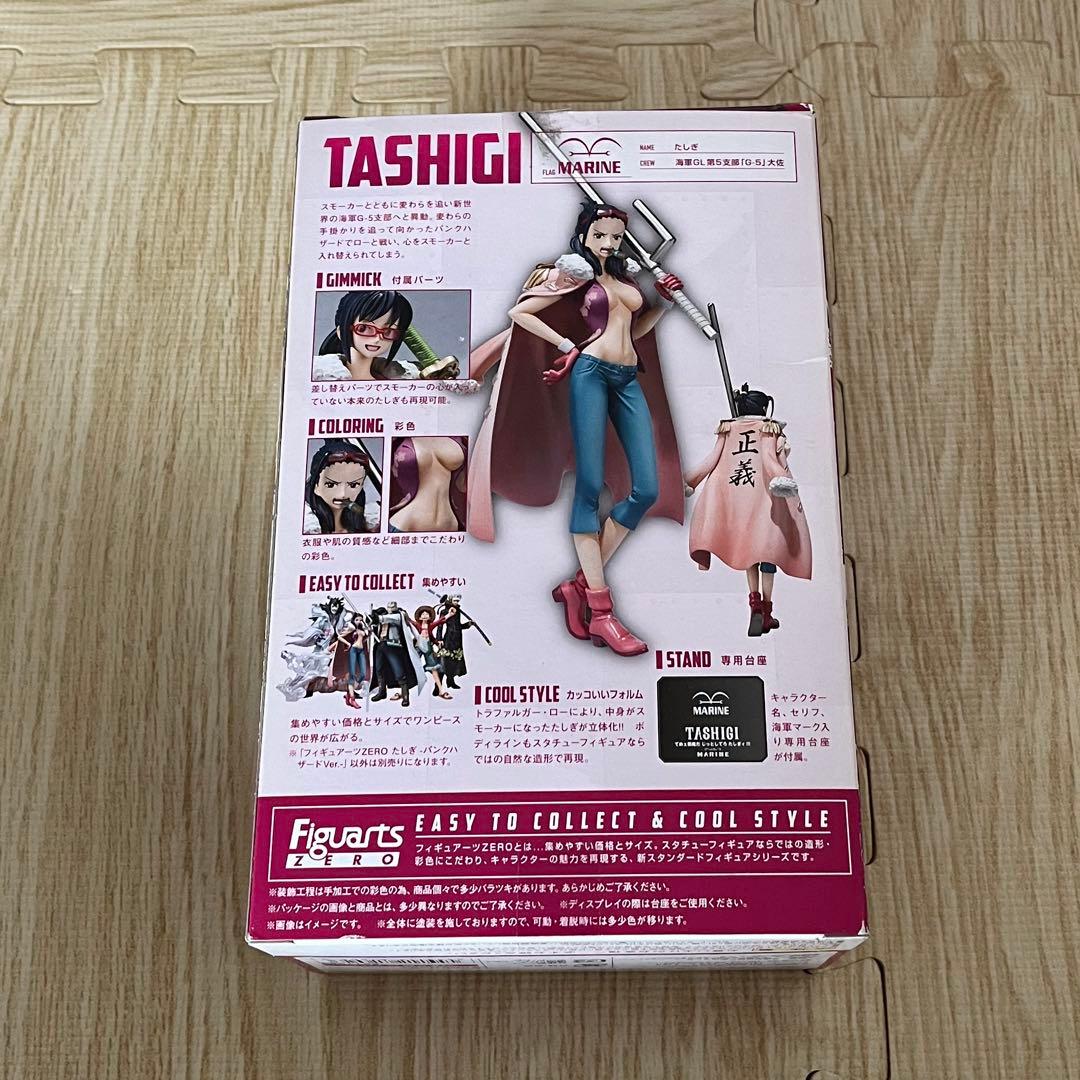 TASHIGI
FLAG MARINE
NAME たしぎ
CREW 海軍GL 第5支部「G-5」大佐
スモーカーとともに麦わらを追い新世
界の海軍G-5支部へと異動。麦わらの
手掛かりを追って向かったパンクハ
ザードでローと戦い、心をスモーカーと
入れ替えられてしまう。
GIMMICK 付属パーツ
差し替えパーツでスモーカーの心が入っ
ていない本来のたしぎも再現可能。
COLORING 彩色
衣服や肌の質感など細部までこだわり
の彩色。
正義
EASY TO COLLECT 集めやすい
集めやすい価格とサイズでワンピース
の世界が広がる。
※「フィギュアーツZERO たしぎ -パンクハ
ザードVer.-」以外は別売りになります。
COOL STYLE カッコいいフォルム
トラファルガー・ローにより、中身がス
モーカーになったたしぎが立体化!! ボ
ディラインもスタチューフィギュアなら
ではの自然な造形で再現。
STAND 専用台座
MARINE
TASHIGI
MARINE
キャラクター
名、セリフ、
海軍マーク入
り専用台座
が付属。
Figuarts
ZERO
EASY TO COLLECT & COOL STYLE
フィギュアーツZEROとは...集めやすい価格とサイズ。スタチューフィギュアならではの造形・
彩色にこだわり、キャラクターの魅力を再現する、新スタンダードフィギュアシリーズです。
※装飾工程は手加工での彩色の為、商品個々で多少バラツキがあります。あらかじめご了承ください。
※パッケージの画像と商品とは、多少異なりますのでご了承ください。 ※ディスプレイの際は台座をご使用ください。
※画像はイメージです。 ※全体に塗装を施しておりますので、可動・着脱時には多少色が移ります。